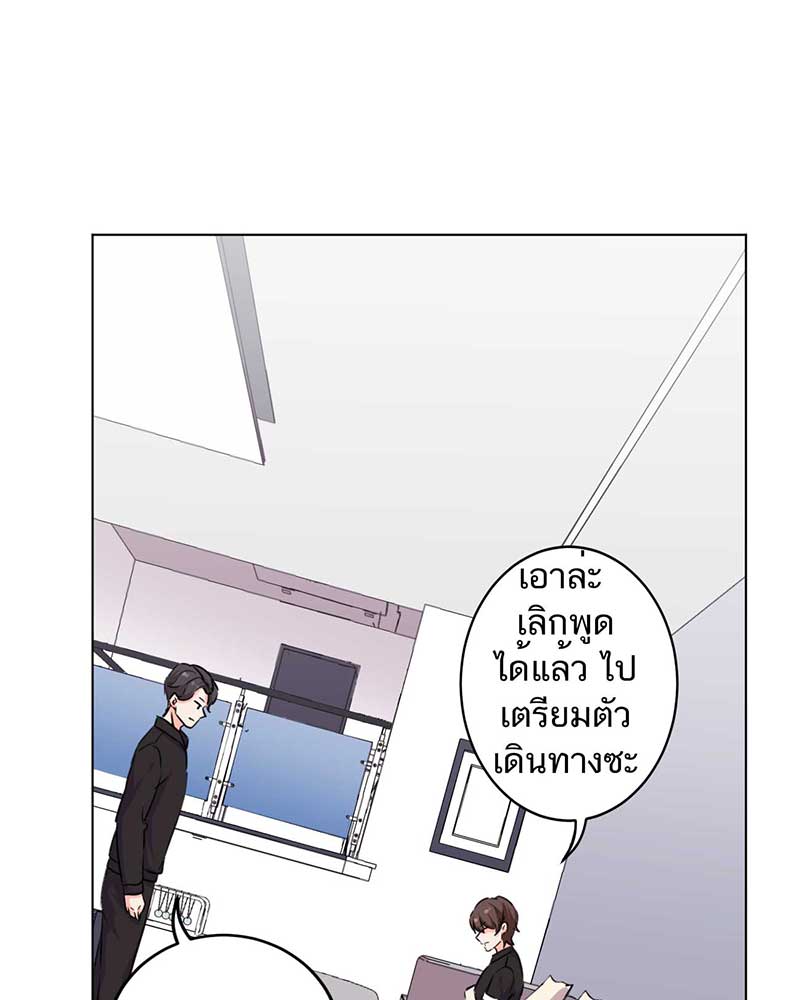 เอาล่ะ
เลิกพูด
ได้แล้ว ไป
เตรียมตัว
เดินทางซะ